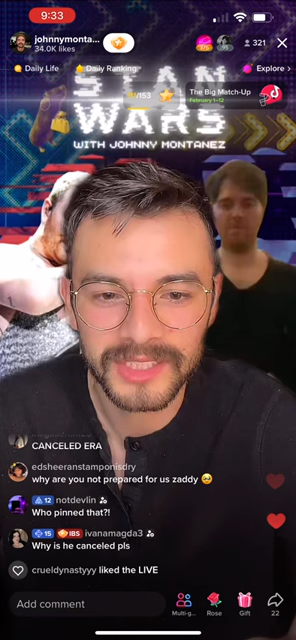 9:33
johnnymonta...
34.0K likes
321
Daily Life
Daily Ranking
Explore >
STAN
/153
The Big Match-Up
February 1–12
WARS
WITH JOHNNY MONTANEZ
CANCELED ERA
edsheeranstamponisdry
why are you not prepared for us zaddy 🥹
12 notdevlin
Who pinned that?!
15 IBS ivanamagda3
Why is he canceled pls
crueldynastyyy liked the LIVE
Add comment
Multi-g...
Rose
Gift
22